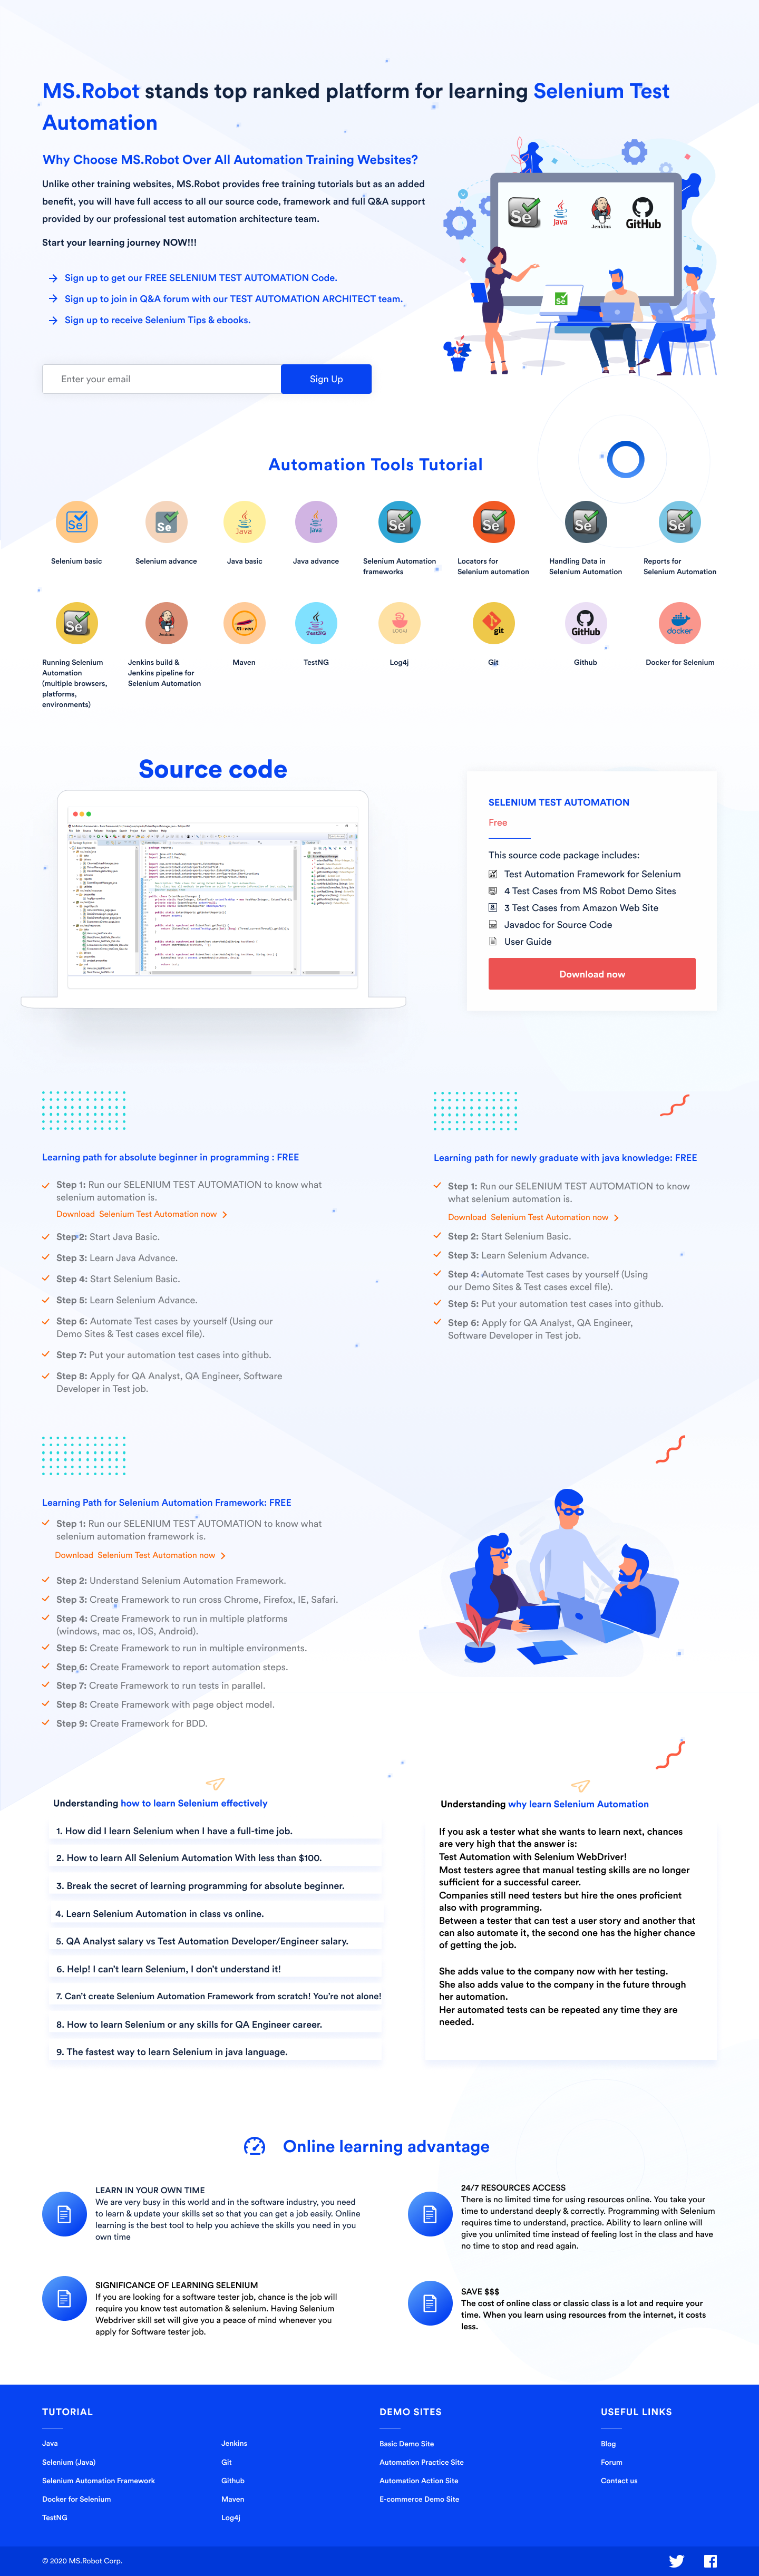 MS.Robot stands top ranked platform for learning Selenium Test
Automation
Why Choose MS.Robot Over All Automation Training Websites?
Unlike other training websites, MS.Robot provides free training tutorials but as an added
benefit, you will have full access to all our source code, framework and full Q&A support
provided by our professional test automation architecture team.
Start your learning journey NOW!!!
Sign up to get our FREE SELENIUM TEST AUTOMATION Code.
Sign up to join in Q&A forum with our TEST AUTOMATION ARCHITECT team.
Sign up to receive Selenium Tips & ebooks.
Enter your email
Sign Up
Se
Java
Jenkins
GitHub
Se
Automation Tools Tutorial
Se
Se
Java
Java
Se
Se
Se
Se
Selenium basic
Selenium advance
Java basic
Java advance
Selenium Automation
frameworks
Locators for
Selenium automation
Handling Data in
Selenium Automation
Reports for
Selenium Automation
Se
Jenkins
TestNG
LOG4J
git
GitHub
docker
Running Selenium
Automation
(multiple browsers,
platforms,
environments)
Jenkins build &
Jenkins pipeline for
Selenium Automation
Maven
TestNG
Log4j
Git
Github
Docker for Selenium
Source code
SELENIUM TEST AUTOMATION
Free
This source code package includes:
Test Automation Framework for Selenium
4 Test Cases from MS Robot Demo Sites
3 Test Cases from Amazon Web Site
Javadoc for Source Code
User Guide
Download now
Learning path for absolute beginner in programming : FREE
Step 1: Run our SELENIUM TEST AUTOMATION to know what
selenium automation is.
Download Selenium Test Automation now
Step 2: Start Java Basic.
Step 3: Learn Java Advance.
Step 4: Start Selenium Basic.
Step 5: Learn Selenium Advance.
Step 6: Automate Test cases by yourself (Using our
Demo Sites & Test cases excel file).
Step 7: Put your automation test cases into github.
Step 8: Apply for QA Analyst, QA Engineer, Software
Developer in Test job.
Learning path for newly graduate with java knowledge: FREE
Step 1: Run our SELENIUM TEST AUTOMATION to know
what selenium automation is.
Download Selenium Test Automation now
Step 2: Start Selenium Basic.
Step 3: Learn Selenium Advance.
Step 4: Automate Test cases by yourself (Using
our Demo Sites & Test cases excel file).
Step 5: Put your automation test cases into github.
Step 6: Apply for QA Analyst, QA Engineer,
Software Developer in Test job.
Learning Path for Selenium Automation Framework: FREE
Step 1: Run our SELENIUM TEST AUTOMATION to know what
selenium automation framework is.
Download Selenium Test Automation now
Step 2: Understand Selenium Automation Framework.
Step 3: Create Framework to run cross Chrome, Firefox, IE, Safari.
Step 4: Create Framework to run in multiple platforms
(windows, mac os, IOS, Android).
Step 5: Create Framework to run in multiple environments.
Step 6: Create Framework to report automation steps.
Step 7: Create Framework to run tests in parallel.
Step 8: Create Framework with page object model.
Step 9: Create Framework for BDD.
Understanding how to learn Selenium effectively
1. How did I learn Selenium when I have a full-time job.
2. How to learn All Selenium Automation With less than $100.
3. Break the secret of learning programming for absolute beginner.
4. Learn Selenium Automation in class vs online.
5. QA Analyst salary vs Test Automation Developer/Engineer salary.
6. Help! I can't learn Selenium, I don't understand it!
7. Can't create Selenium Automation Framework from scratch! You're not alone!
8. How to learn Selenium or any skills for QA Engineer career.
9. The fastest way to learn Selenium in java language.
Understanding why learn Selenium Automation
If you ask a tester what she wants to learn next, chances
are very high that the answer is:
Test Automation with Selenium WebDriver!
Most testers agree that manual testing skills are no longer
sufficient for a successful career.
Companies still need testers but hire the ones proficient
also with programming.
Between a tester that can test a user story and another that
can also automate it, the second one has the higher chance
of getting the job.
She adds value to the company now with her testing.
She also adds value to the company in the future through
her automation.
Her automated tests can be repeated any time they are
needed.
Online learning advantage
LEARN IN YOUR OWN TIME
We are very busy in this world and in the software industry, you need
to learn & update your skills set so that you can get a job easily. Online
learning is the best tool to help you achieve the skills you need in you
own time
24/7 RESOURCES ACCESS
There is no limited time for using resources online. You take your
time to understand deeply & correctly. Programming with Selenium
requires time to understand, practice. Ability to learn online will
give you unlimited time instead of feeling lost in the class and have
no time to stop and read again.
SIGNIFICANCE OF LEARNING SELENIUM
If you are looking for a software tester job, chance is the job will
require you know test automation & selenium. Having Selenium
Webdriver skill set will give you a peace of mind whenever you
apply for Software tester job.
SAVE $$$
The cost of online class or classic class is a lot and require your
time. When you learn using resources from the internet, it costs
less.
TUTORIAL
Java
Selenium (Java)
Selenium Automation Framework
Docker for Selenium
TestNG
Jenkins
Git
Github
Maven
Log4j
DEMO SITES
Basic Demo Site
Automation Practice Site
Automation Action Site
E-commerce Demo Site
USEFUL LINKS
Blog
Forum
Contact us
© 2020 MS.Robot Corp.